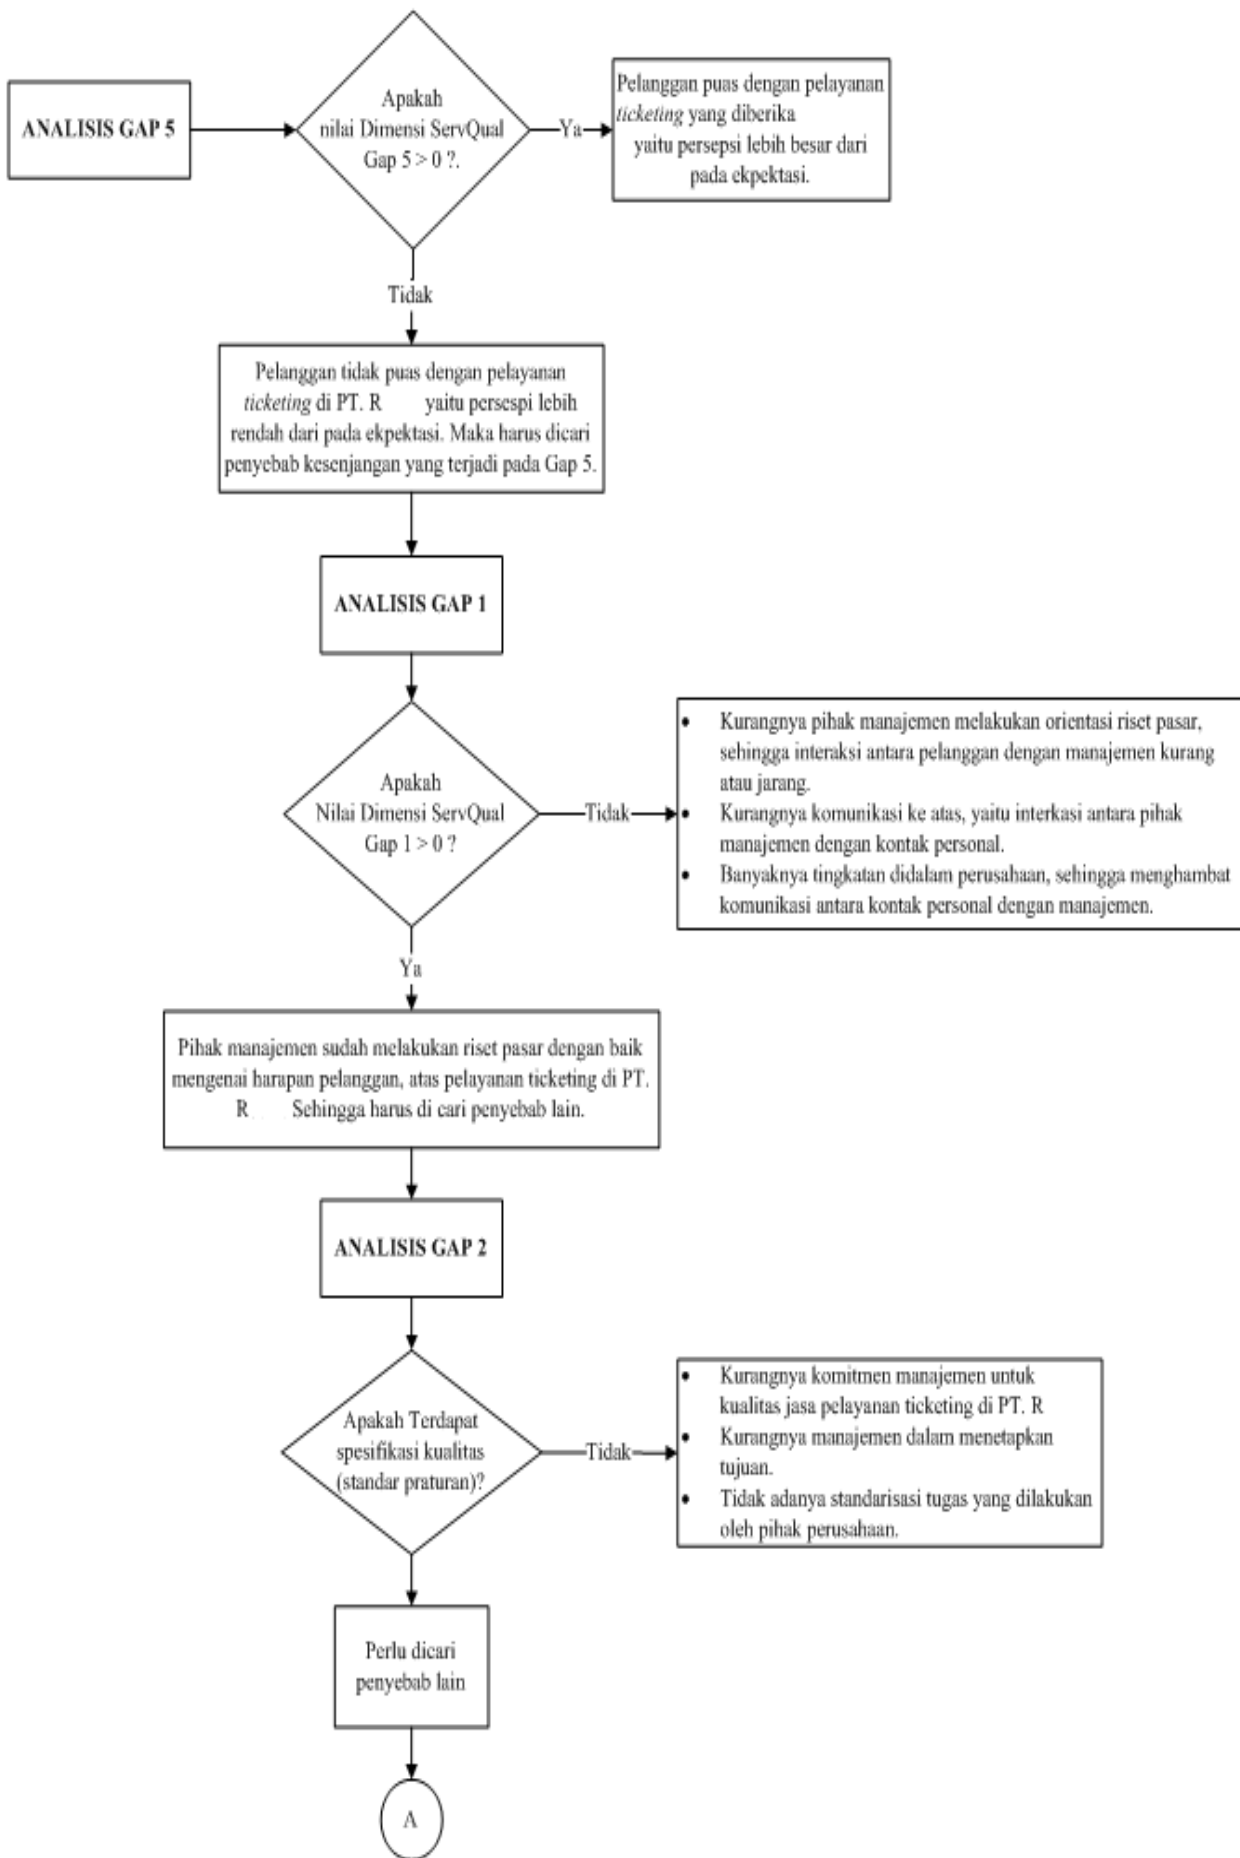 ANALISIS GAP 5
Apakah
nilai Dimensi ServQual
Gap 5 > 0 ?.
Ya
Pelanggan puas dengan pelayanan
ticketing yang diberika
yaitu persepsi lebih besar dari
pada ekpektasi.
Tidak
Pelanggan tidak puas dengan pelayanan
ticketing di PT. R yaitu persespi lebih
rendah dari pada ekpektasi. Maka harus dicari
penyebab kesenjangan yang terjadi pada Gap 5.
ANALISIS GAP 1
Apakah
Nilai Dimensi ServQual
Gap 1 > 0 ?
Tidak
• Kurangnya pihak manajemen melakukan orientasi riset pasar,
sehingga interaksi antara pelanggan dengan manajemen kurang
atau jarang.
• Kurangnya komunikasi ke atas, yaitu interkasi antara pihak
manajemen dengan kontak personal.
• Banyaknya tingkatan didalam perusahaan, sehingga menghambat
komunikasi antara kontak personal dengan manajemen.
Ya
Pihak manajemen sudah melakukan riset pasar dengan baik
mengenai harapan pelanggan, atas pelayanan ticketing di PT.
R Sehingga harus di cari penyebab lain.
ANALISIS GAP 2
Apakah Terdapat
spesifikasi kualitas
(standar praturan)?
Tidak
• Kurangnya komitmen manajemen untuk
kualitas jasa pelayanan ticketing di PT. R
• Kurangnya manajemen dalam menetapkan
tujuan.
• Tidak adanya standarisasi tugas yang dilakukan
oleh pihak perusahaan.
Perlu dicari
penyebab lain
A